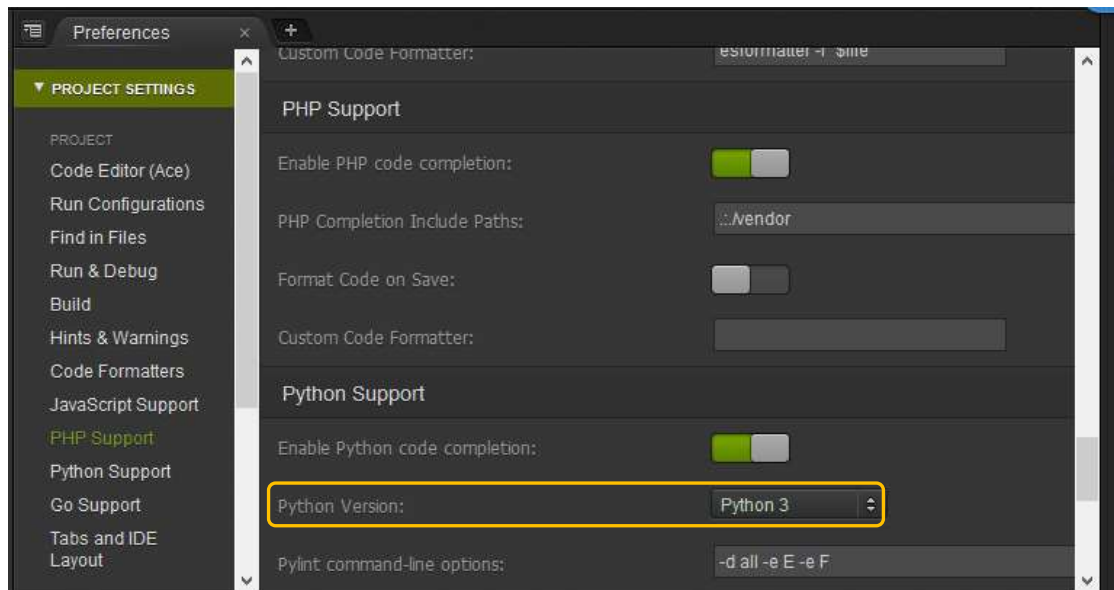 Preferences
×
+
PROJECT SETTINGS
PROJECT
Code Editor (Ace)
Run Configurations
Find in Files
Run & Debug
Build
Hints & Warnings
Code Formatters
JavaScript Support
PHP Support
Python Support
Go Support
Tabs and IDE
Layout
Custom Code Formatter:
esformatter -i "$file"
PHP Support
Enable PHP code completion:
PHP Completion Include Paths:
.:./vendor
Format Code on Save:
Custom Code Formatter:
Python Support
Enable Python code completion:
Python Version:
Python 3
Pylint command-line options:
-d all -e E -e F